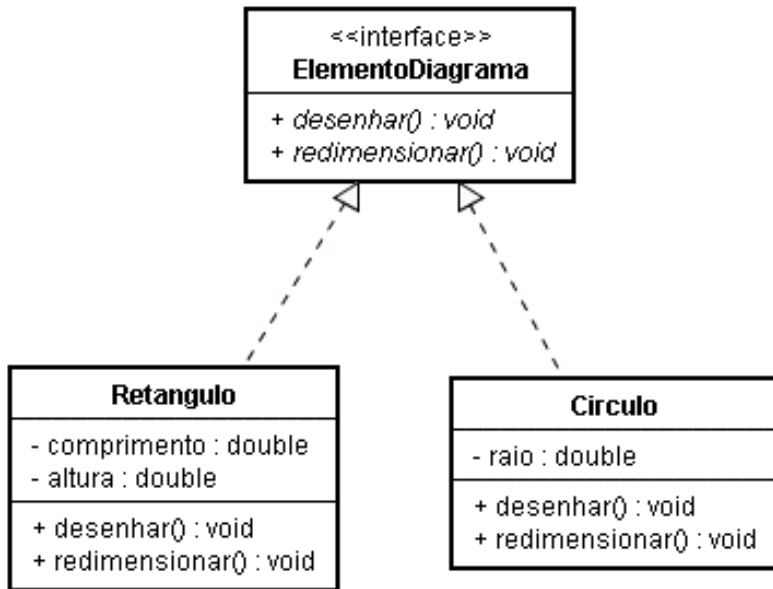 <<interface>>
ElementoDiagrama
+ desenhar() : void
+ redimensionar() : void
Retangulo
- comprimento : double
- altura : double
+ desenhar() : void
+ redimensionar() : void
Circulo
- raio : double
+ desenhar() : void
+ redimensionar() : void